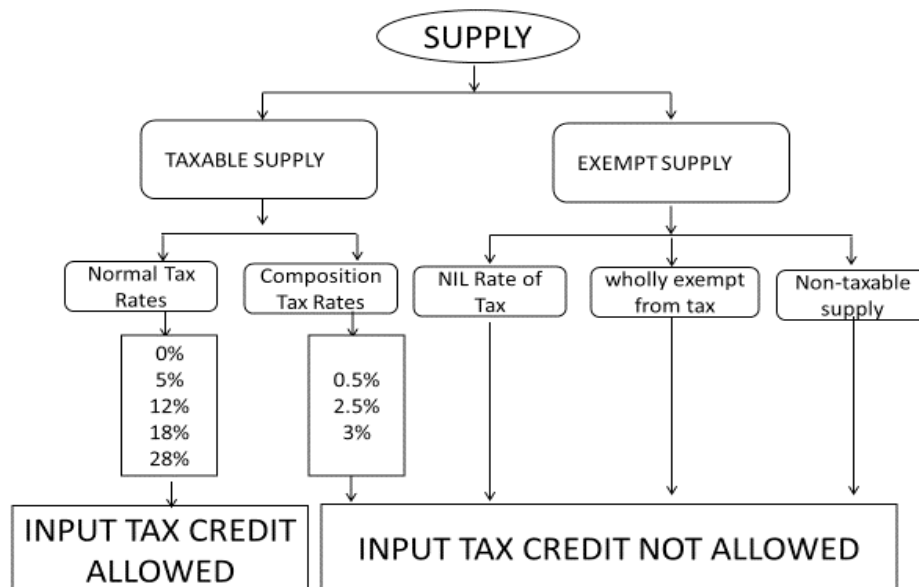 SUPPLY
TAXABLE SUPPLY
EXEMPT SUPPLY
Normal Tax
Rates
Composition
Tax Rates
NIL Rate of
Tax
wholly exempt
from tax
Non-taxable
supply
0%
5%
12%
18%
28%
0.5%
2.5%
3%
INPUT TAX CREDIT
ALLOWED
INPUT TAX CREDIT NOT ALLOWED